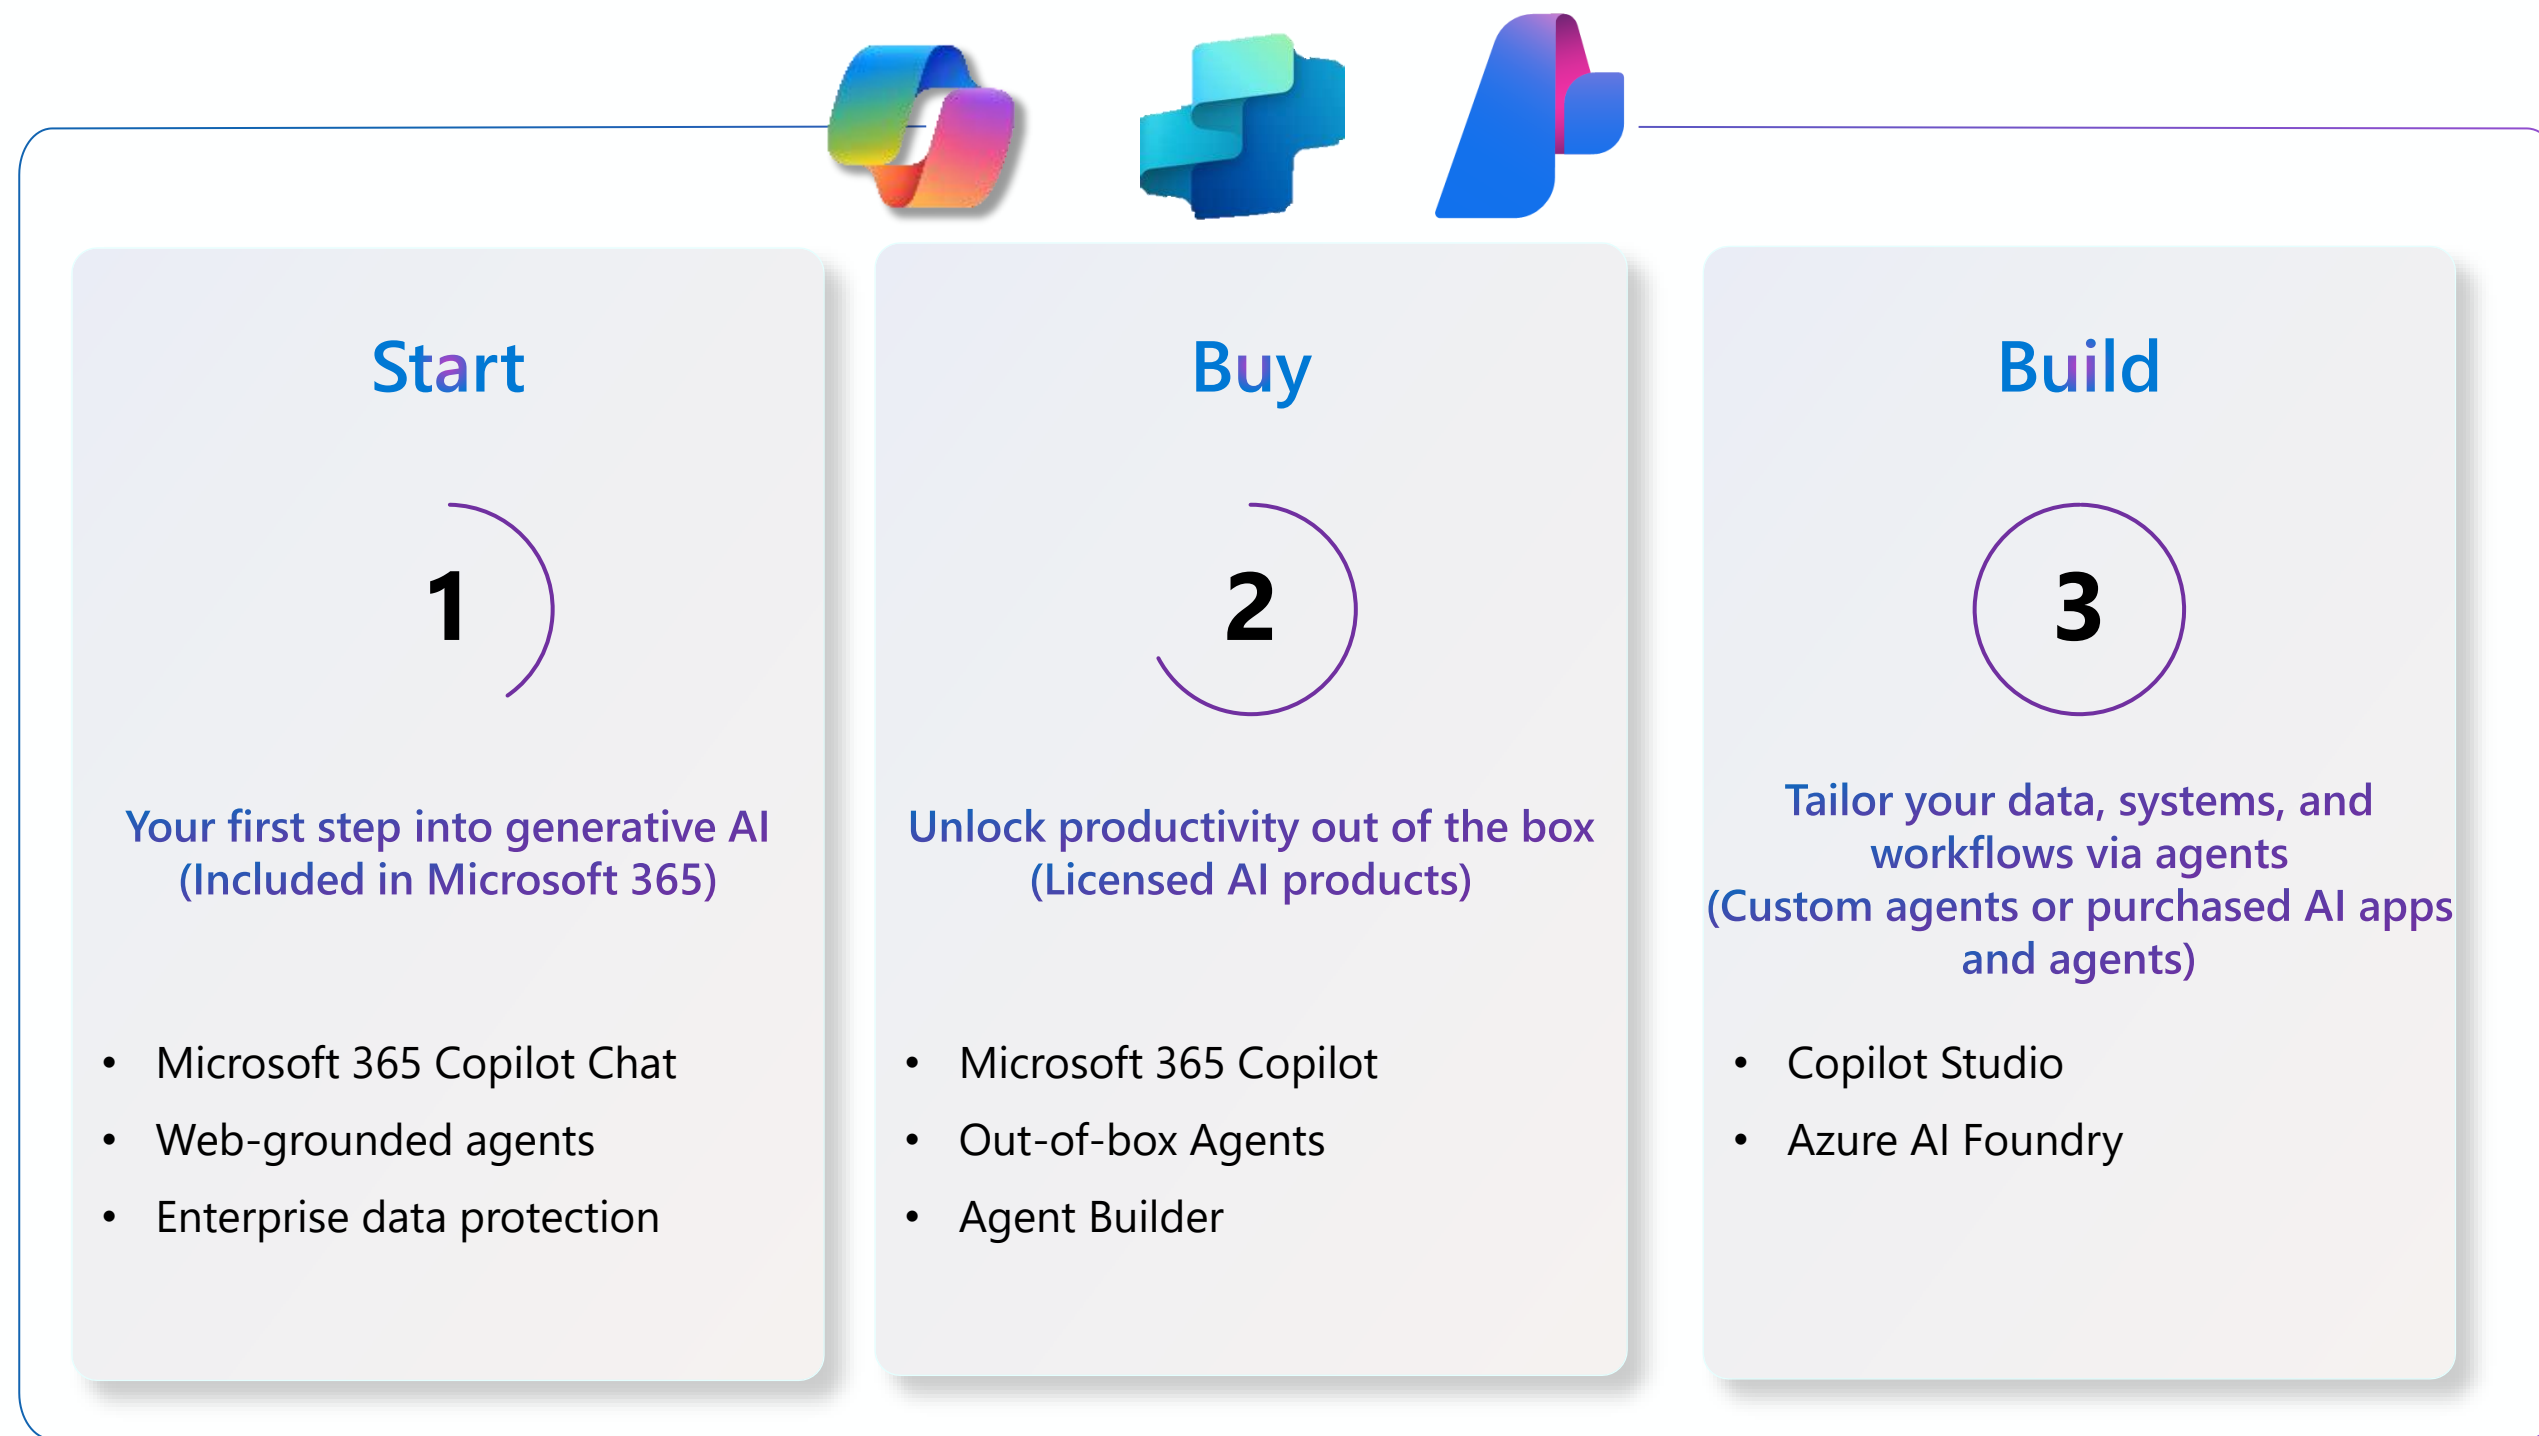 Start
1
Your first step into generative AI
(Included in Microsoft 365)
• Microsoft 365 Copilot Chat
• Web-grounded agents
• Enterprise data protection
Buy
2
Unlock productivity out of the box
(Licensed AI products)
• Microsoft 365 Copilot
• Out-of-box Agents
• Agent Builder
Build
3
Tailor your data, systems, and
workflows via agents
(Custom agents or purchased AI apps
and agents)
• Copilot Studio
• Azure AI Foundry